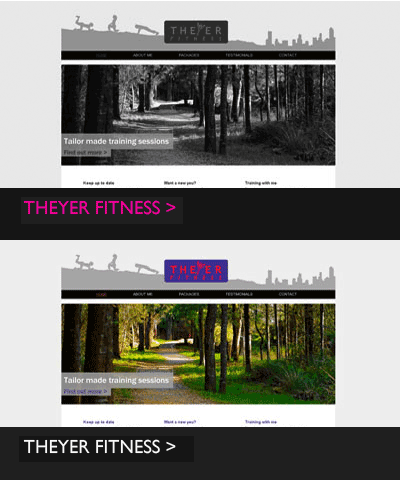 THEYER
FITNESS
HOME ABOUT ME PACKAGES TESTIMONIALS CONTACT
Tailor made training sessions
Find out more >
Keep up to date Want a new you? Training with me
THEYER FITNESS >
THEYER
FITNESS
HOME ABOUT ME PACKAGES TESTIMONIALS CONTACT
Tailor made training sessions
Find out more >
Keep up to date Want a new you? Training with me
THEYER FITNESS >